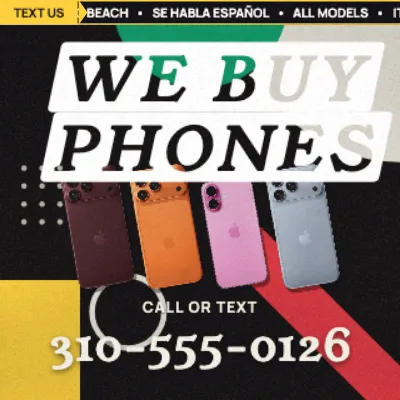 TEXT US BEACH • SE HABLA ESPAÑOL • ALL MODELS •
WE BUY
PHONES
CALL OR TEXT
310-555-0126